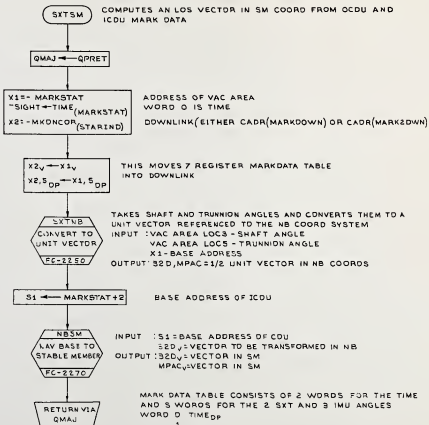 SXTSM
COMPUTES AN LOS VECTOR IN SM COORD FROM OCDU AND
ICDU MARK DATA
QMAJ ← QPRET
X1=- MARKSTAT
TSIGHT ← TIME (MARKSTAT)
X2:- MKDNCOR (STARIND)
ADDRESS OF VAC AREA
WORD 0 IS TIME
DOWNLINK(EITHER CADR(MARKDOWN) OR CADR(MARK2DWN)
X2V ← X1V
X2,5DP ← X1,5DP
THIS MOVES 7 REGISTER MARKDATA TABLE
INTO DOWNLINK
SXTNB
CONVERT TO
UNIT VECTOR
FC-2250
TAKES SHAFT AND TRUNNION ANGLES AND CONVERTS THEM TO A
UNIT VECTOR REFERENCED TO THE NB COORD SYSTEM
INPUT : VAC AREA LOC3 - SHAFT ANGLE
VAC AREA LOC5 - TRUNNION ANGLE
X1-BASE ADDRESS
OUTPUT: 32D,MPAC=1/2 UNIT VECTOR IN NB COORDS
S1 ← MARKSTAT+2
BASE ADDRESS OF ICDU
NBSM
NAV BASE TO
STABLE MEMBER
FC-2270
INPUT : S1=BASE ADDRESS OF CDU
32DV=VECTOR TO BE TRANSFORMED IN NB
OUTPUT : 32DV=VECTOR IN SM
MPACV=VECTOR IN SM
RETURN VIA
QMAJ
MARK DATA TABLE CONSISTS OF 2 WORDS FOR THE TIME
AND 5 WORDS FOR THE 2 SXT AND 3 IMU ANGLES
WORD 0 TIMEDP